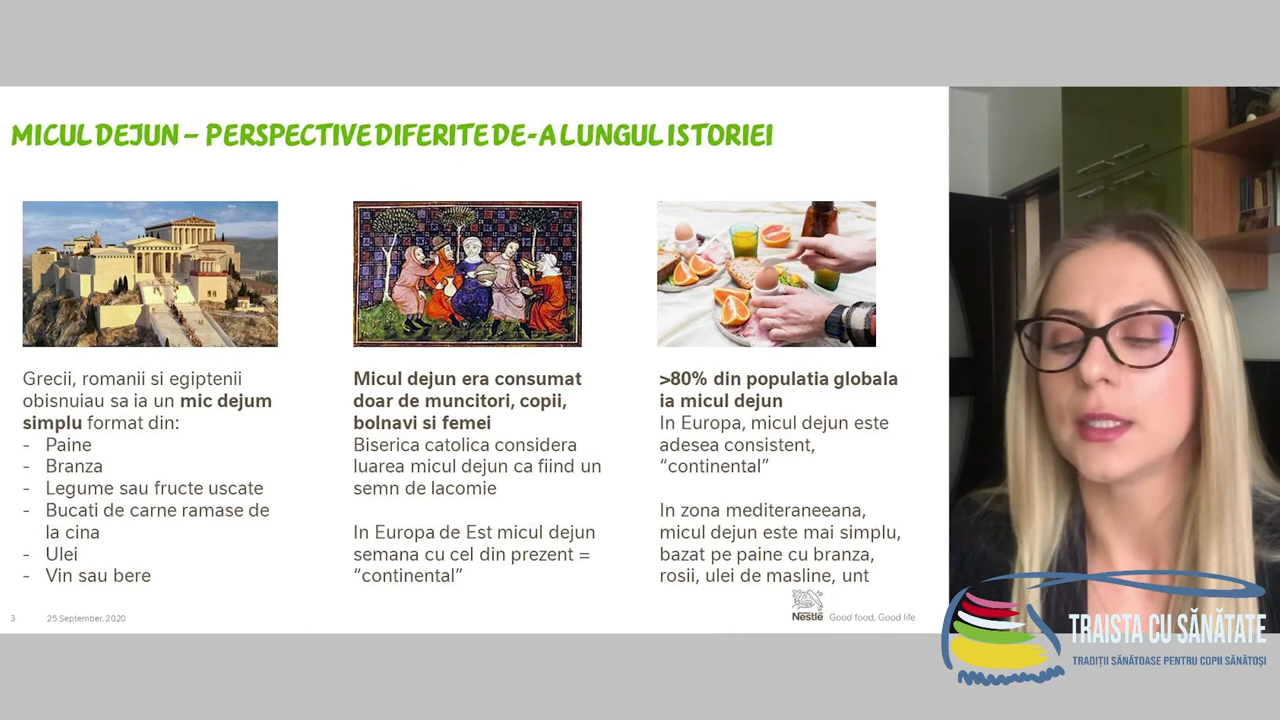 MICUL DEJUN – PERSPECTIVE DIFERITE DE-A LUNGUL ISTORIEI
Grecii, romanii si egiptenii
obisnuiau sa ia un mic dejum
simplu format din:
- Paine
- Branza
- Legume sau fructe uscate
- Bucati de carne ramase de
la cina
- Ulei
- Vin sau bere
Micul dejun era consumat
doar de muncitori, copii,
bolnavi si femei
Biserica catolica considera
luarea micul dejun ca fiind un
semn de lacomie
In Europa de Est micul dejun
semana cu cel din prezent =
“continental”
>80% din populatia globala
ia micul dejun
In Europa, micul dejun este
adesea consistent,
“continental”
In zona mediteraneeana,
micul dejun este mai simplu,
bazat pe paine cu branza,
rosii, ulei de masline, unt
3 25 September, 2020
Nestlé Good food, Good life
TRAISTA CU SĂNĂTATE
TRADIȚII SĂNĂTOASE PENTRU COPII SĂNĂTOȘI